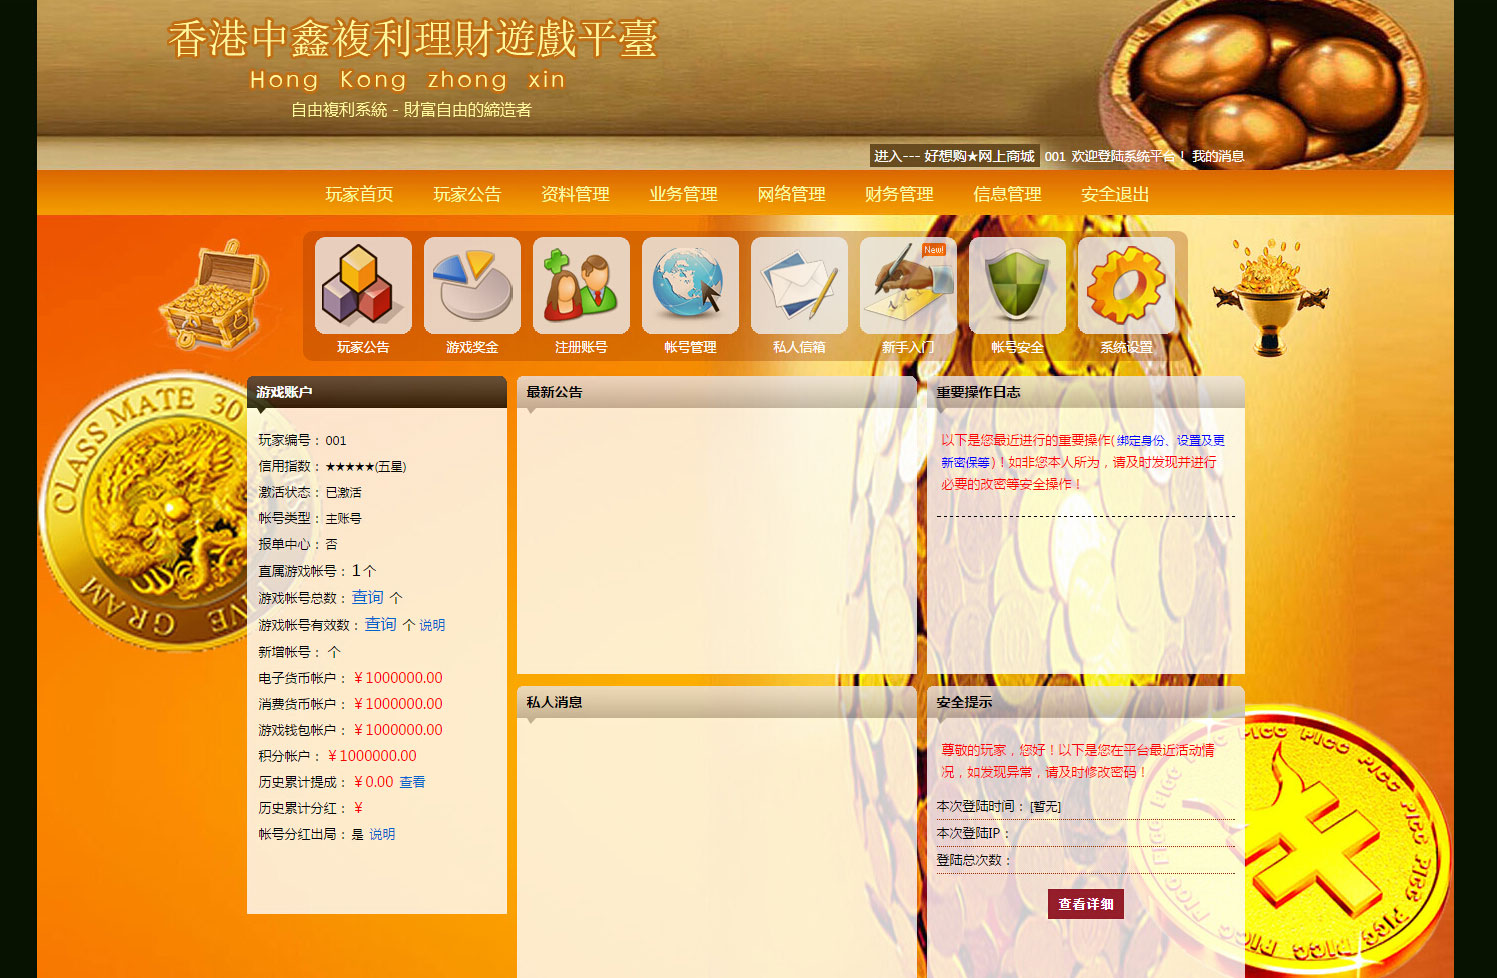 香港中鑫複利理財遊戲平臺
Hong Kong zhong xin
自由複利系統 - 財富自由的締造者
进入--- 好想购★网上商城 001 欢迎登陆系统平台！ 我的消息
玩家首页 玩家公告 资料管理 业务管理 网络管理 财务管理 信息管理 安全退出
New!
玩家公告 游戏奖金 注册账号 帐号管理 私人信箱 新手入门 帐号安全 系统设置
CLASS MATE 30
GRAM
游戏账户
玩家编号： 001
信用指数： ★★★★★(五星)
激活状态： 已激活
帐号类型： 主账号
报单中心： 否
直属游戏帐号： 1 个
游戏帐号总数： 查询 个
游戏帐号有效数： 查询 个 说明
新增帐号： 个
电子货币帐户： ￥1000000.00
消费货币帐户： ￥1000000.00
游戏钱包帐户： ￥1000000.00
积分帐户： ￥1000000.00
历史累计提成： ￥0.00 查看
历史累计分红： ￥
帐号分红出局： 是 说明
最新公告
重要操作日志
以下是您最近进行的重要操作( 绑定身份、设置及更
新密保等 )！如非您本人所为，请及时发现并进行
必要的改密等安全操作！
私人消息
安全提示
尊敬的玩家，您好！以下是您在平台最近活动情
况，如发现异常，请及时修改密码！
本次登陆时间： [暂无]
本次登陆IP：
登陆总次数：
查看详细
PICC PICC PICC PICC PICC PICC PICC PICC